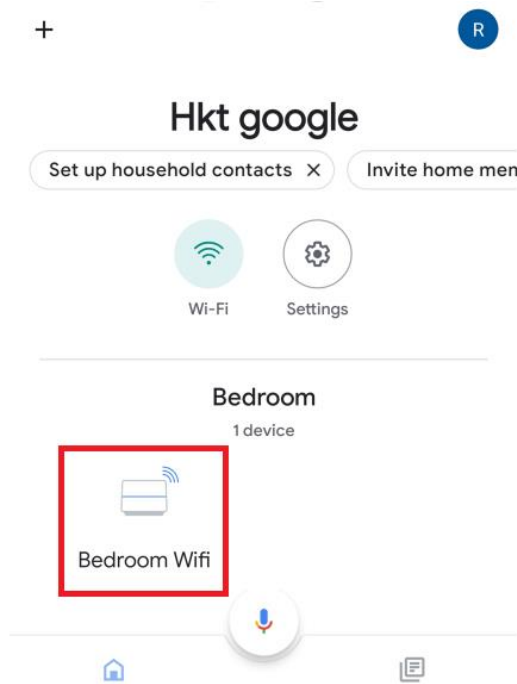 +
R
Hkt google
Set up household contacts ×
Invite home men
Wi-Fi
Settings
Bedroom
1 device
Bedroom Wifi